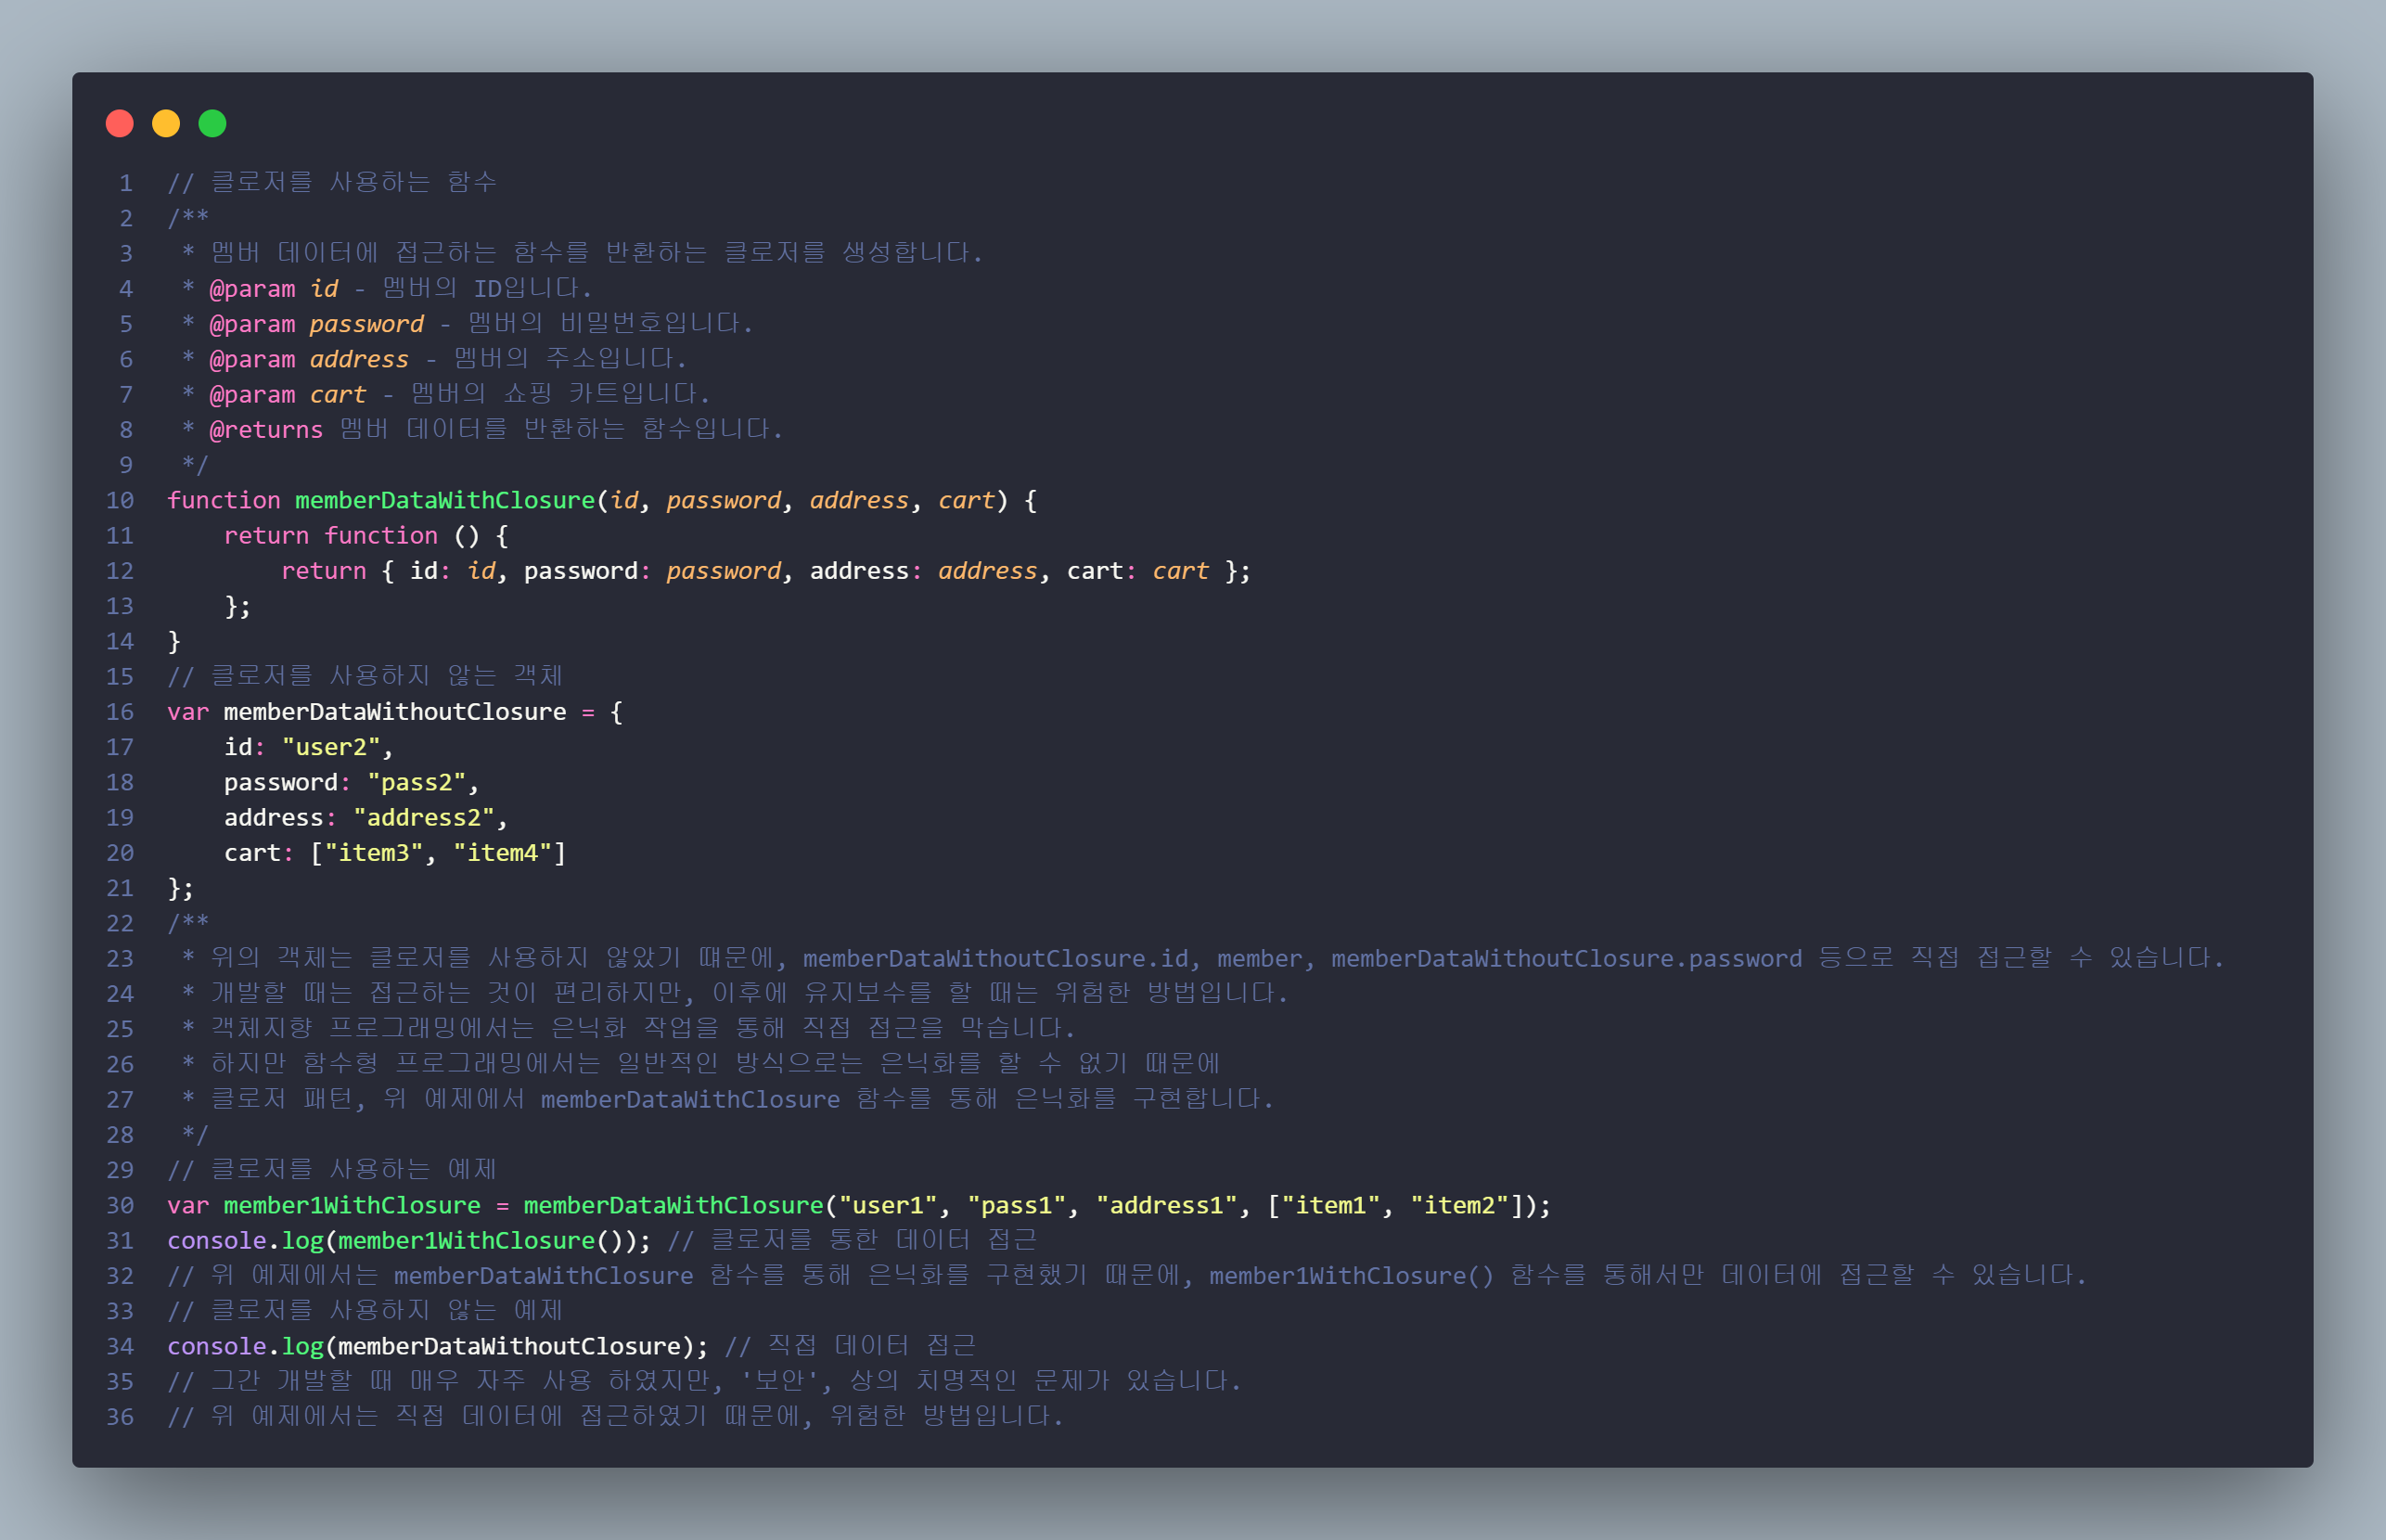 1 // 클로저를 사용하는 함수
2 /**
3  * 멤버 데이터에 접근하는 함수를 반환하는 클로저를 생성합니다.
4  * @param id - 멤버의 ID입니다.
5  * @param password - 멤버의 비밀번호입니다.
6  * @param address - 멤버의 주소입니다.
7  * @param cart - 멤버의 쇼핑 카트입니다.
8  * @returns 멤버 데이터를 반환하는 함수입니다.
9  */
10 function memberDataWithClosure(id, password, address, cart) {
11     return function () {
12         return { id: id, password: password, address: address, cart: cart };
13     };
14 }
15 // 클로저를 사용하지 않는 객체
16 var memberDataWithoutClosure = {
17     id: "user2",
18     password: "pass2",
19     address: "address2",
20     cart: ["item3", "item4"]
21 };
22 /**
23  * 위의 객체는 클로저를 사용하지 않았기 떄문에, memberDataWithoutClosure.id, member, memberDataWithoutClosure.password 등으로 직접 접근할 수 있습니다.
24  * 개발할 때는 접근하는 것이 편리하지만, 이후에 유지보수를 할 때는 위험한 방법입니다.
25  * 객체지향 프로그래밍에서는 은닉화 작업을 통해 직접 접근을 막습니다.
26  * 하지만 함수형 프로그래밍에서는 일반적인 방식으로는 은닉화를 할 수 없기 때문에
27  * 클로저 패턴, 위 예제에서 memberDataWithClosure 함수를 통해 은닉화를 구현합니다.
28  */
29 // 클로저를 사용하는 예제
30 var member1WithClosure = memberDataWithClosure("user1", "pass1", "address1", ["item1", "item2"]);
31 console.log(member1WithClosure()); // 클로저를 통한 데이터 접근
32 // 위 예제에서는 memberDataWithClosure 함수를 통해 은닉화를 구현했기 때문에, member1WithClosure() 함수를 통해서만 데이터에 접근할 수 있습니다.
33 // 클로저를 사용하지 않는 예제
34 console.log(memberDataWithoutClosure); // 직접 데이터 접근
35 // 그간 개발할 때 매우 자주 사용 하였지만, '보안', 상의 치명적인 문제가 있습니다.
36 // 위 예제에서는 직접 데이터에 접근하였기 때문에, 위험한 방법입니다.